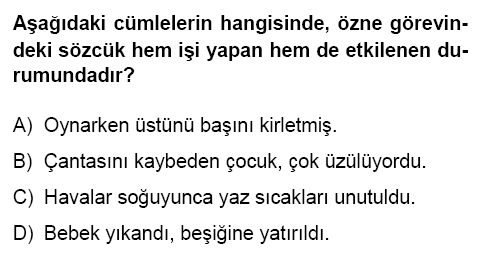 Aşağıdaki cümlelerin hangisinde, özne görevin-
deki sözcük hem işi yapan hem de etkilenen du-
rumundadır?
A) Oynarken üstünü başını kirletmiş.
B) Çantasını kaybeden çocuk, çok üzülüyordu.
C) Havalar soğuyunca yaz sıcakları unutuldu.
D) Bebek yıkandı, beşiğine yatırıldı.